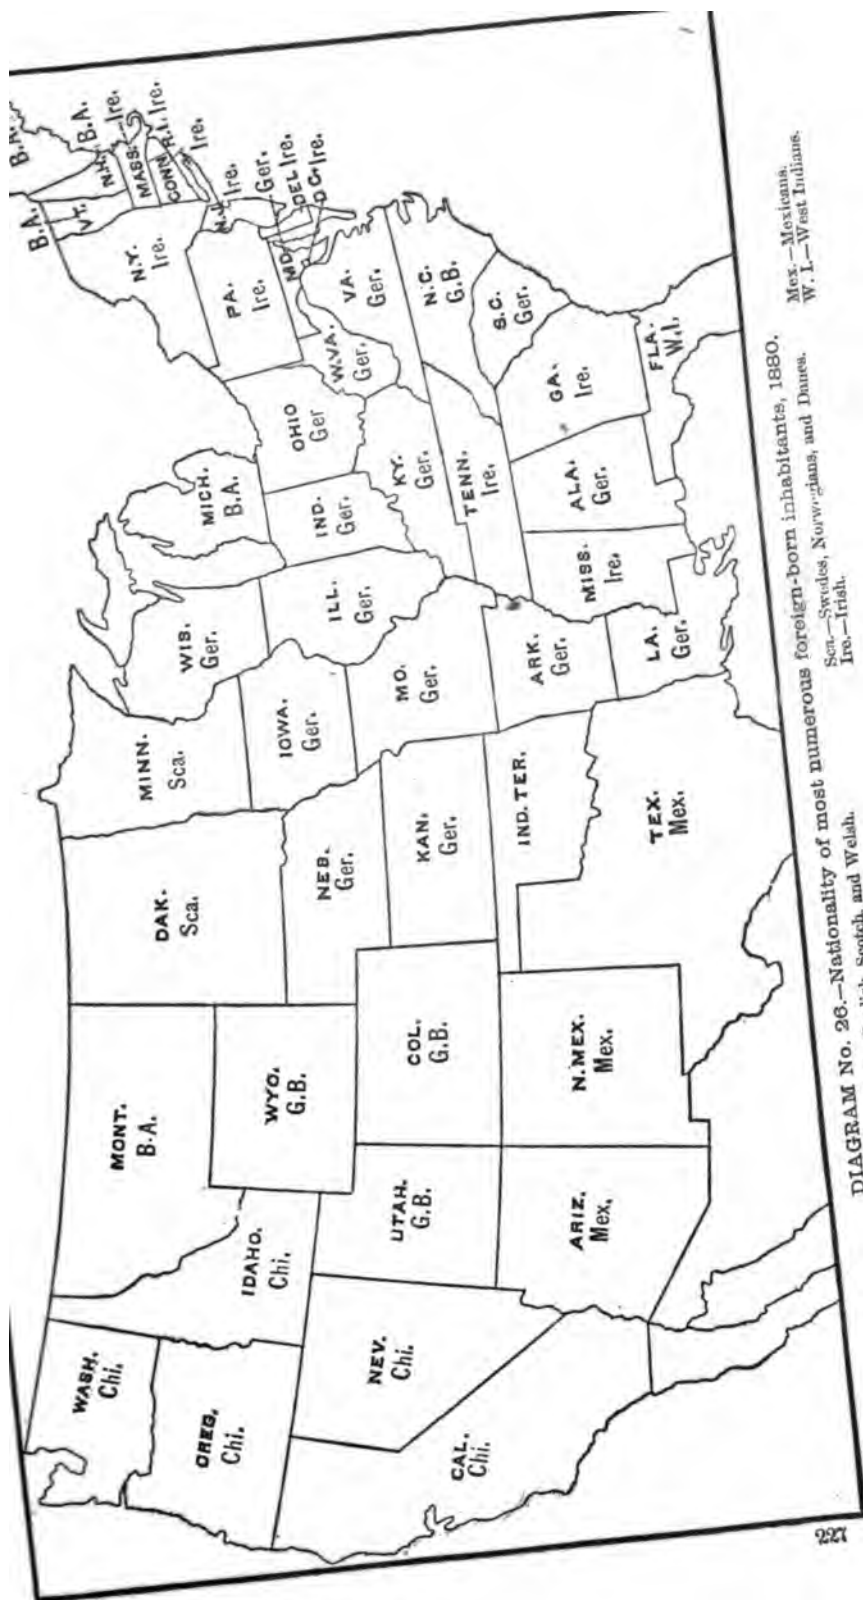 B.A.
B.A.
VT.
N.H.
B.A.
MASS.
Ire.
CONN.
R.I. Ire.
Ire.
N.Y.
Ire.
PA.
Ire.
N.J.
Ire.
MD.
Ger.
DEL Ire.
D.C. Ire.
W.VA.
Ger.
VA.
Ger.
N.C.
G.B.
S.C.
Ger.
GA.
Ire.
FLA.
W.I.
OHIO
Ger
MICH.
B.A.
IND.
Ger.
KY.
Ger.
TENN.
Ire.
ALA.
Ger.
MISS.
Ire.
WIS.
Ger.
ILL.
Ger.
MINN.
Sca.
IOWA.
Ger.
MO.
Ger.
ARK.
Ger.
LA.
Ger.
DAK.
Sca.
NEB.
Ger.
KAN.
Ger.
IND. TER.
TEX.
Mex.
MONT.
B.A.
WYO.
G.B.
COL.
G.B.
N. MEX.
Mex.
IDAHO.
Chi.
UTAH.
G.B.
ARIZ.
Mex.
WASH.
Chi.
OREG.
Chi.
NEV.
Chi.
CAL.
Chi.
DIAGRAM No. 26.—Nationality of most numerous foreign-born inhabitants, 1880.
Scotch, and Welsh.
Sca.—Swedes, Norwegians, and Danes.
Ire.—Irish.
Mex.—Mexicans.
W. I.—West Indians.
227